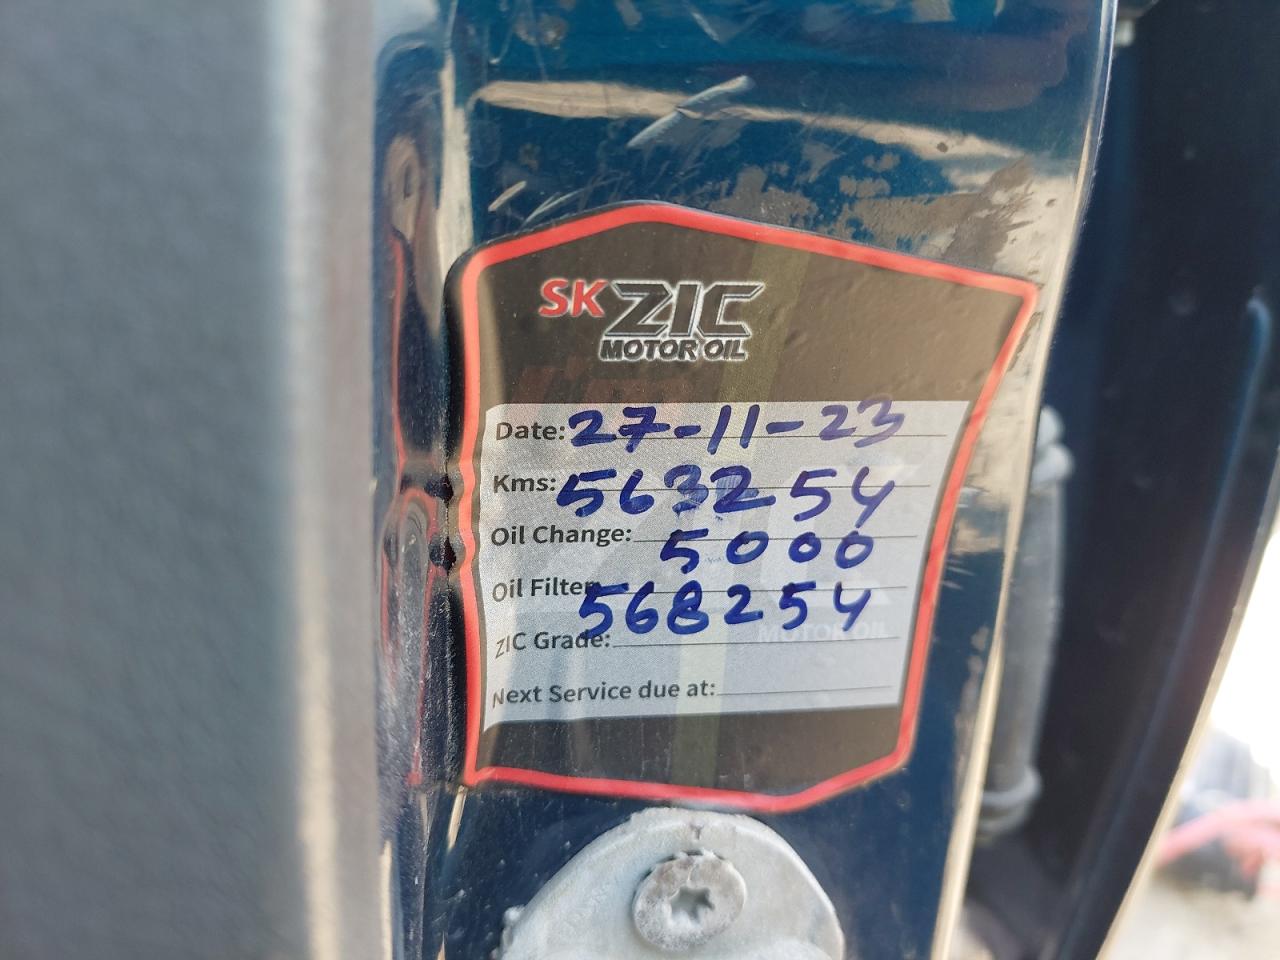 SK ZIC
MOTOR OIL
Date: 27-11-23
Kms: 563254
Oil Change: 5000
Oil Filter 568254
ZIC Grade:
Next Service due at: